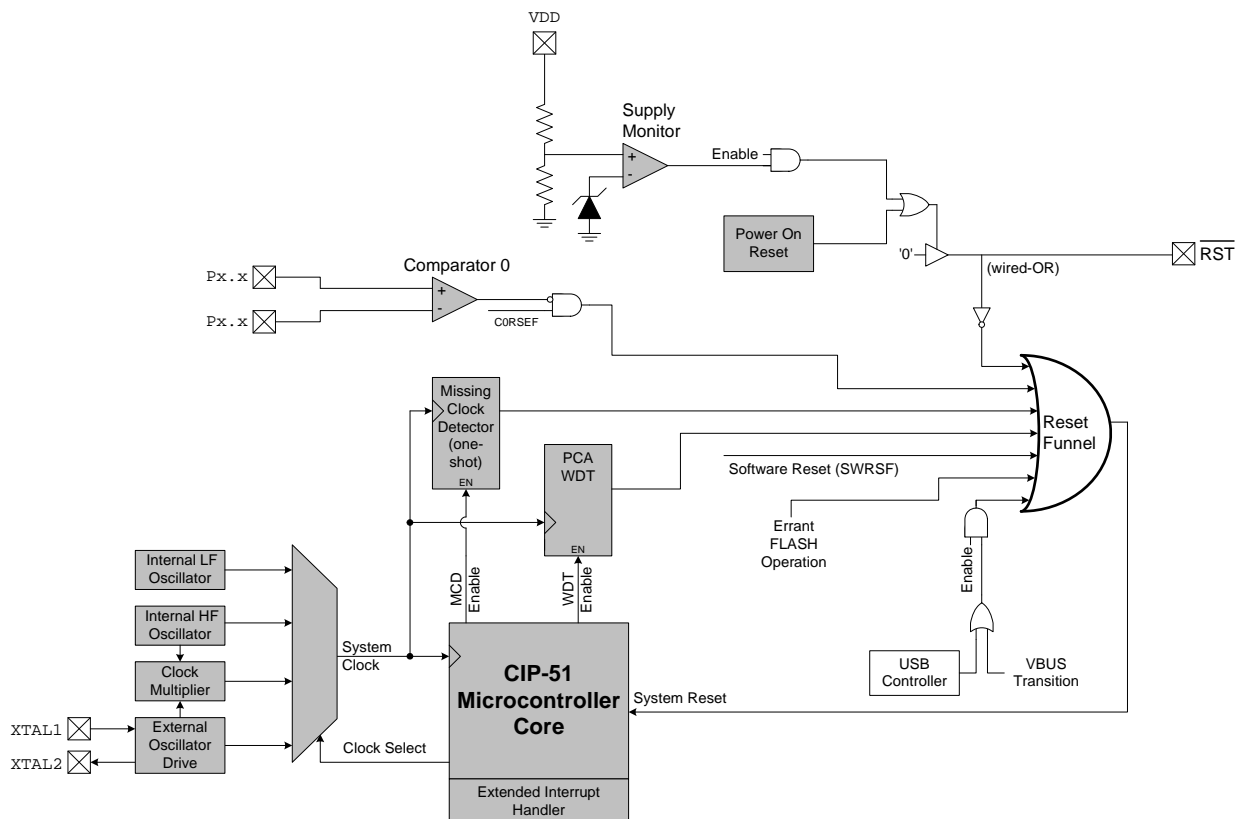 VDD
Supply
Monitor
+
-
Enable
Power On
Reset
'0'
(wired-OR)
RST
Px.x
Px.x
Comparator 0
+
-
C0RSEF
Missing
Clock
Detector
(one-
shot)
EN
PCA
WDT
EN
Software Reset (SWRSF)
Errant
FLASH
Operation
Reset
Funnel
Enable
USB
Controller
VBUS
Transition
Internal LF
Oscillator
Internal HF
Oscillator
Clock
Multiplier
External
Oscillator
Drive
XTAL1
XTAL2
System
Clock
Clock Select
MCD
Enable
WDT
Enable
CIP-51
Microcontroller
Core
System Reset
Extended Interrupt
Handler